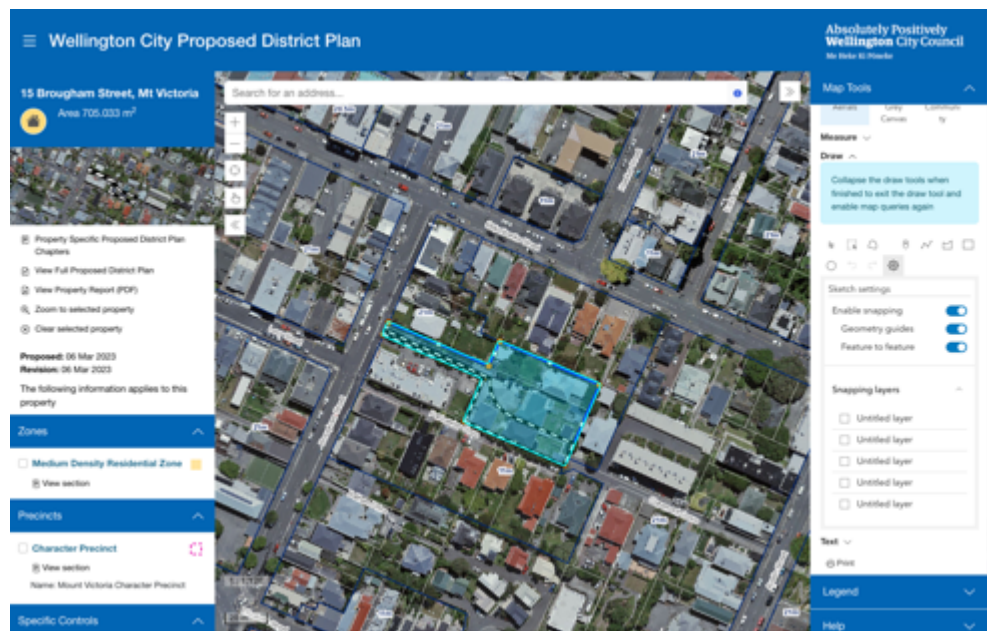 Wellington City Proposed District Plan
Absolutely Positively
Wellington City Council
Me Heke Ki Pōneke
15 Brougham Street, Mt Victoria
Area 705.033 m²
Property Specific Proposed District Plan
Chapters
View Full Proposed District Plan
View Property Report (PDF)
Zoom to selected property
Clear selected property
Proposed: 06 Mar 2023
Revision: 06 Mar 2023
The following information applies to this
property
Zones
Medium Density Residential Zone
View section
Precincts
Character Precinct
View section
Name: Mount Victoria Character Precinct
Specific Controls
Search for an address...
Map Tools
Aerials
Grey
Canvas
Communi
ty
Measure
Draw
Collapse the draw tools when
finished to exit the draw tool and
enable map queries again
Sketch settings
Enable snapping
Geometry guides
Feature to feature
Snapping layers
Untitled layer
Untitled layer
Untitled layer
Untitled layer
Untitled layer
Text
Print
Legend
Help